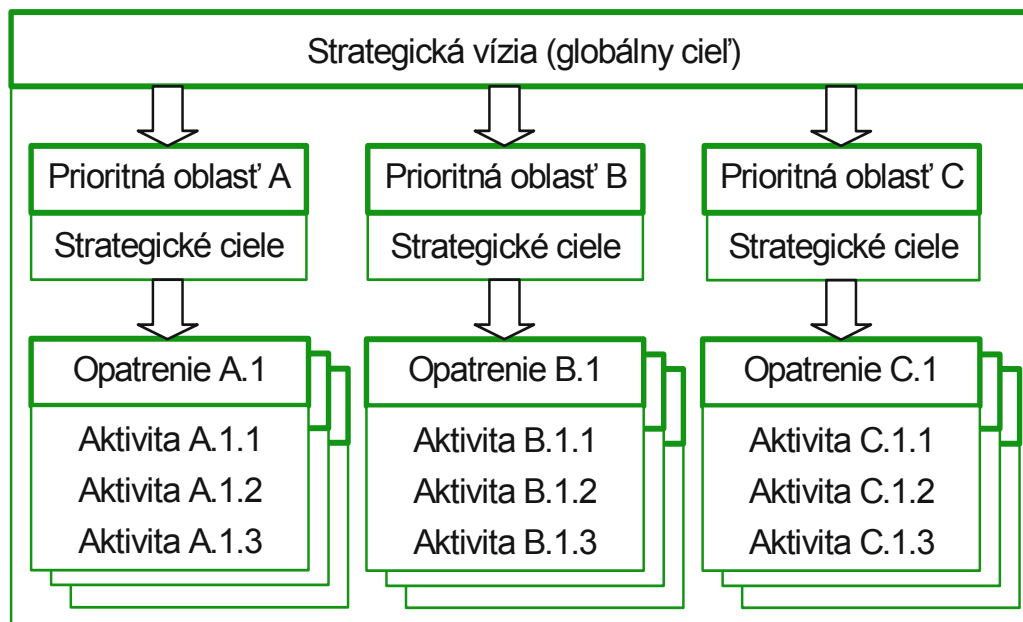 Strategická vízia (globálny cieľ)
Prioritná oblasť A
Strategické ciele
Opatrenie A.1
Aktivita A.1.1
Aktivita A.1.2
Aktivita A.1.3
Prioritná oblasť B
Strategické ciele
Opatrenie B.1
Aktivita B.1.1
Aktivita B.1.2
Aktivita B.1.3
Prioritná oblasť C
Strategické ciele
Opatrenie C.1
Aktivita C.1.1
Aktivita C.1.2
Aktivita C.1.3